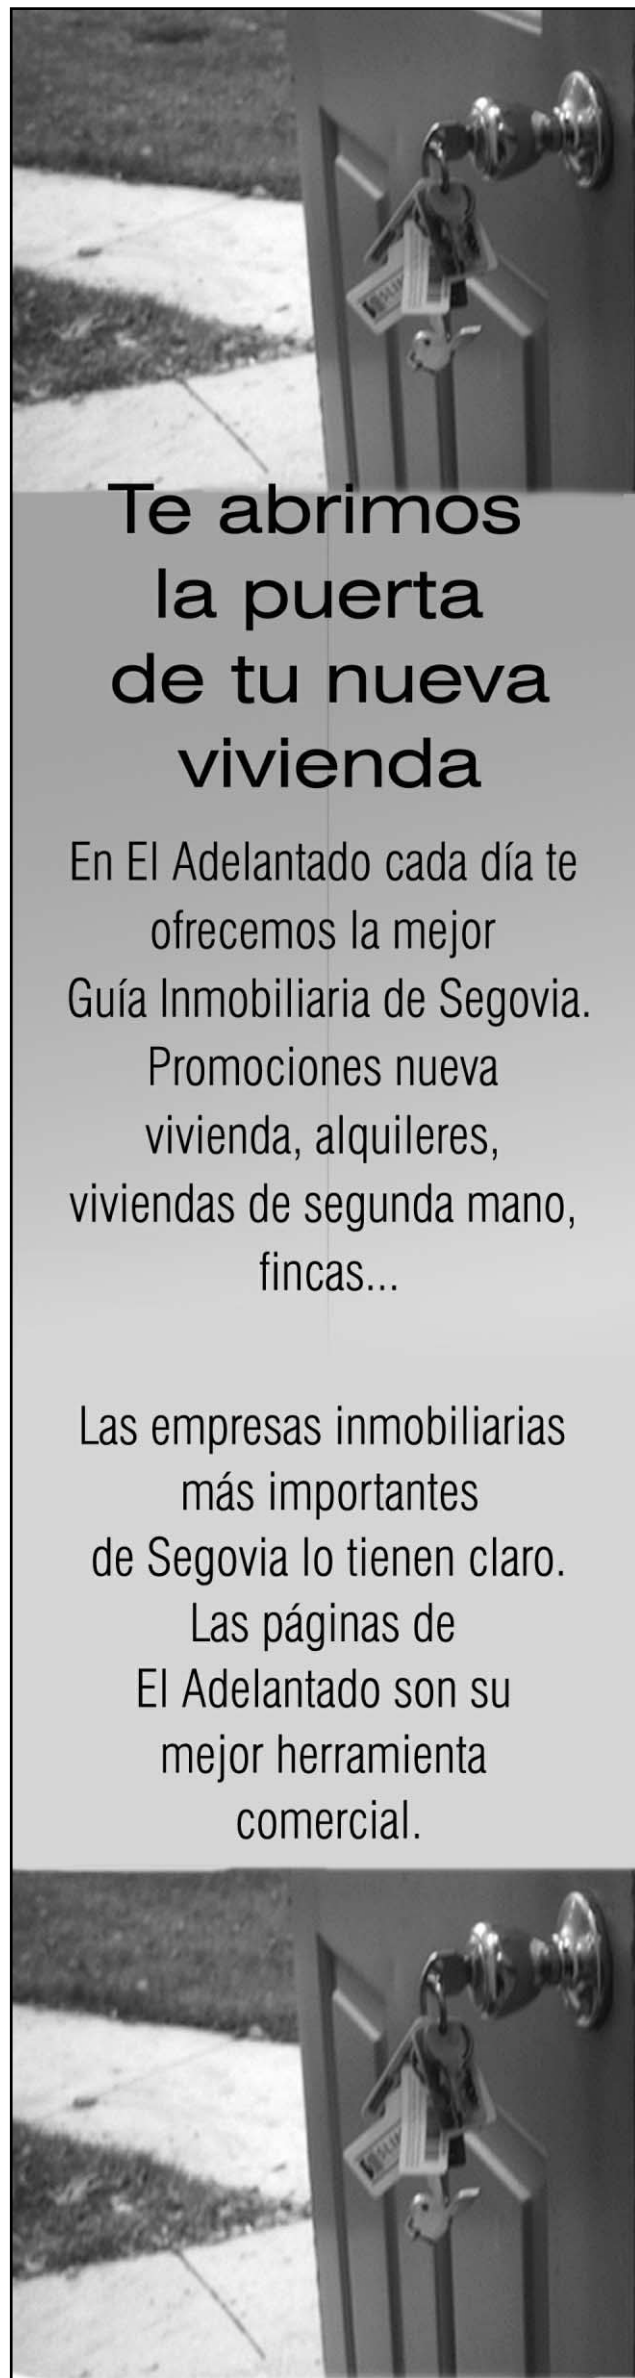 Te abrimos
la puerta
de tu nueva
vivienda
En El Adelantado cada día te
ofrecemos la mejor
Guía Inmobiliaria de Segovia.
Promociones nueva
vivienda, alquileres,
viviendas de segunda mano,
fincas...
Las empresas inmobiliarias
más importantes
de Segovia lo tienen claro.
Las páginas de
El Adelantado son su
mejor herramienta
comercial.